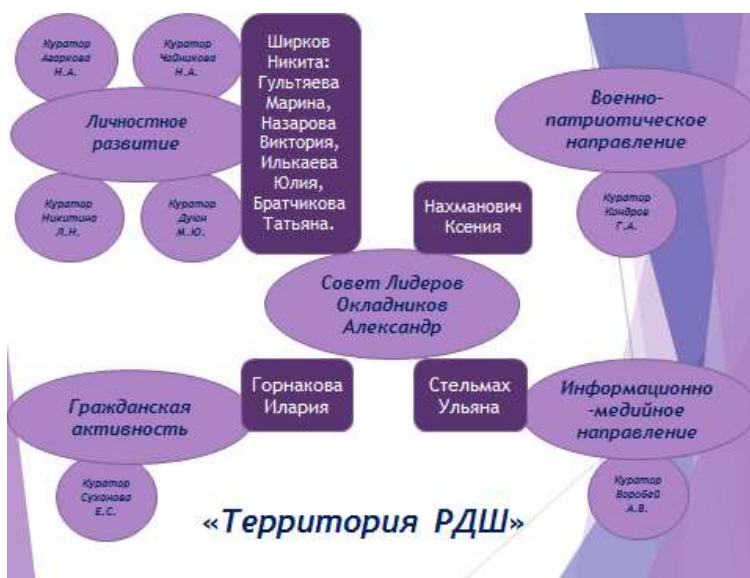 Куратор
Агаркова
Н.А.
Куратор
Чайникова
Н.А.
Личностное
развитие
Куратор
Никитина
Л.Н.
Куратор
Дуюн
М.Ю.
Ширков
Никита:
Гультяева
Марина,
Назарова
Виктория,
Илькаева
Юлия,
Братчикова
Татьяна.
Военно-
патриотическое
направление
Куратор
Кондров
Г.А.
Нахманович
Ксения
Совет Лидеров
Окладников
Александр
Горнакова
Илария
Стельмах
Ульяна
Гражданская
активность
Куратор
Суханова
Е.С.
Информационно
-медийное
направление
Куратор
Воробей
А.В.
«Территория РДШ»